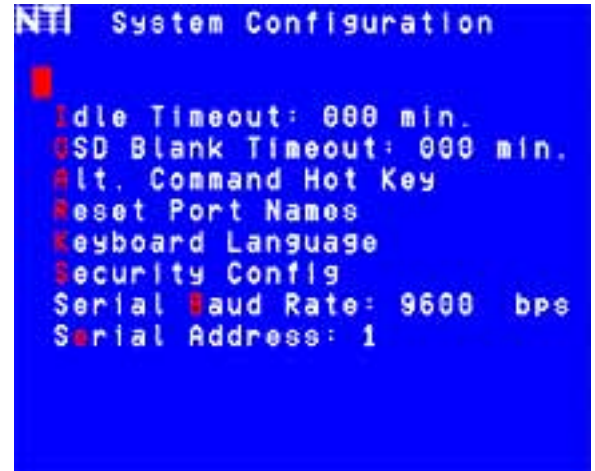 NTI System Configuration
Idle Timeout: 000 min.
OSD Blank Timeout: 000 min.
Alt. Command Hot Key
Reset Port Names
Keyboard Language
Security Config
Serial Baud Rate: 9600 bps
Serial Address: 1